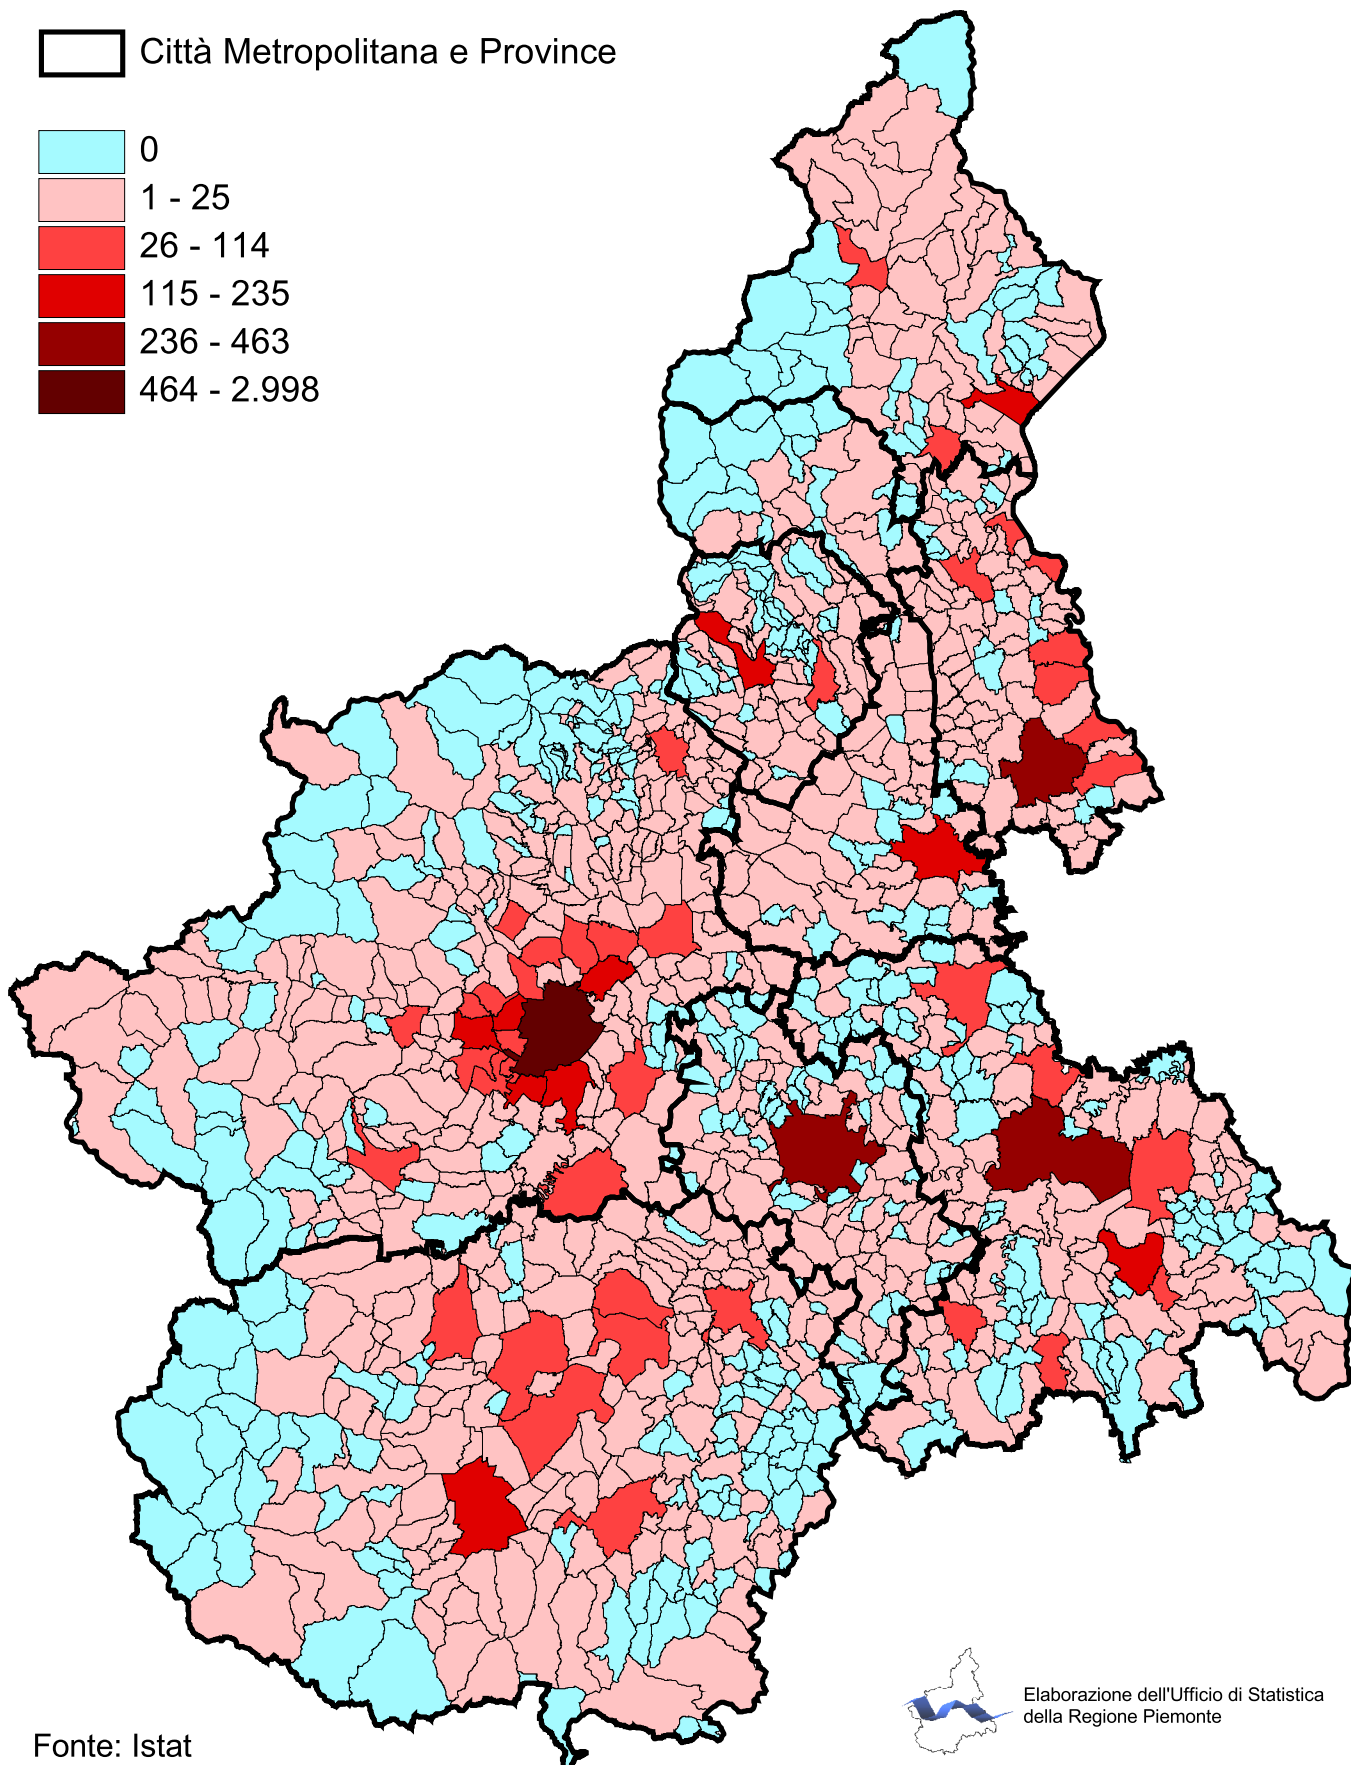 Città Metropolitana e Province
0
1 - 25
26 - 114
115 - 235
236 - 463
464 - 2.998
Elaborazione dell'Ufficio di Statistica
della Regione Piemonte
Fonte: Istat